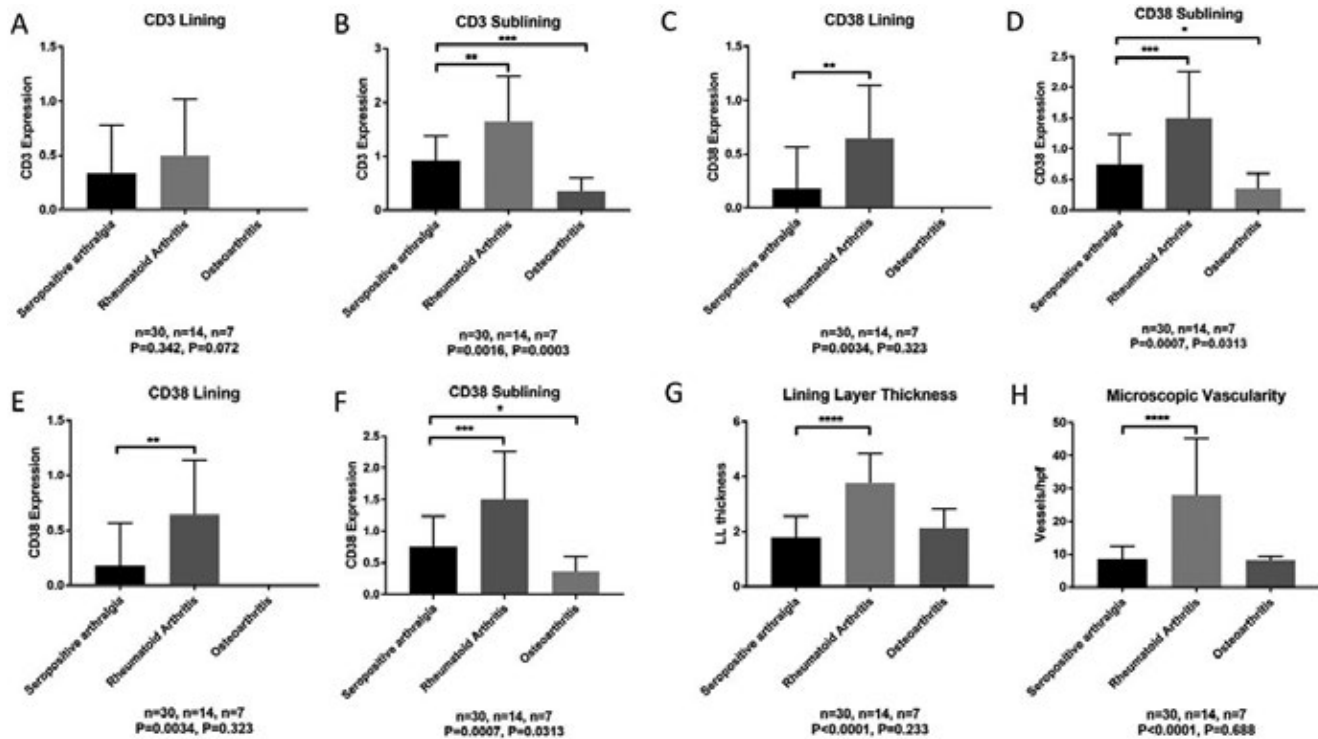 A
CD3 Lining
CD3 Expression
1.5
1.0
0.5
0.0
Seropositive arthralgia
Rheumatoid Arthritis
Osteoarthritis
n=30, n=14, n=7
P=0.342, P=0.072
B
CD3 Sublining
CD3 Expression
3
2
1
0
***
**
Seropositive arthralgia
Rheumatoid Arthritis
Osteoarthritis
n=30, n=14, n=7
P=0.0016, P=0.0003
C
CD38 Lining
CD38 Expression
1.5
1.0
0.5
0.0
**
Seropositive arthralgia
Rheumatoid Arthritis
Osteoarthritis
n=30, n=14, n=7
P=0.0034, P=0.323
D
CD38 Sublining
CD38 Expression
2.5
2.0
1.5
1.0
0.5
0.0
*
***
Seropositive arthralgia
Rheumatoid Arthritis
Osteoarthritis
n=30, n=14, n=7
P=0.0007, P=0.0313
E
CD38 Lining
CD38 Expression
1.5
1.0
0.5
0.0
**
Seropositive arthralgia
Rheumatoid Arthritis
Osteoarthritis
n=30, n=14, n=7
P=0.0034, P=0.323
F
CD38 Sublining
CD38 Expression
2.5
2.0
1.5
1.0
0.5
0.0
*
***
Seropositive arthralgia
Rheumatoid Arthritis
Osteoarthritis
n=30, n=14, n=7
P=0.0007, P=0.0313
G
Lining Layer Thickness
LL thickness
6
4
2
0
****
Seropositive arthralgia
Rheumatoid Arthritis
Osteoarthritis
n=30, n=14, n=7
P<0.0001, P=0.233
H
Microscopic Vascularity
Vessels/hpf
50
40
30
20
10
0
****
Seropositive arthralgia
Rheumatoid Arthritis
Osteoarthritis
n=30, n=14, n=7
P<0.0001, P=0.688